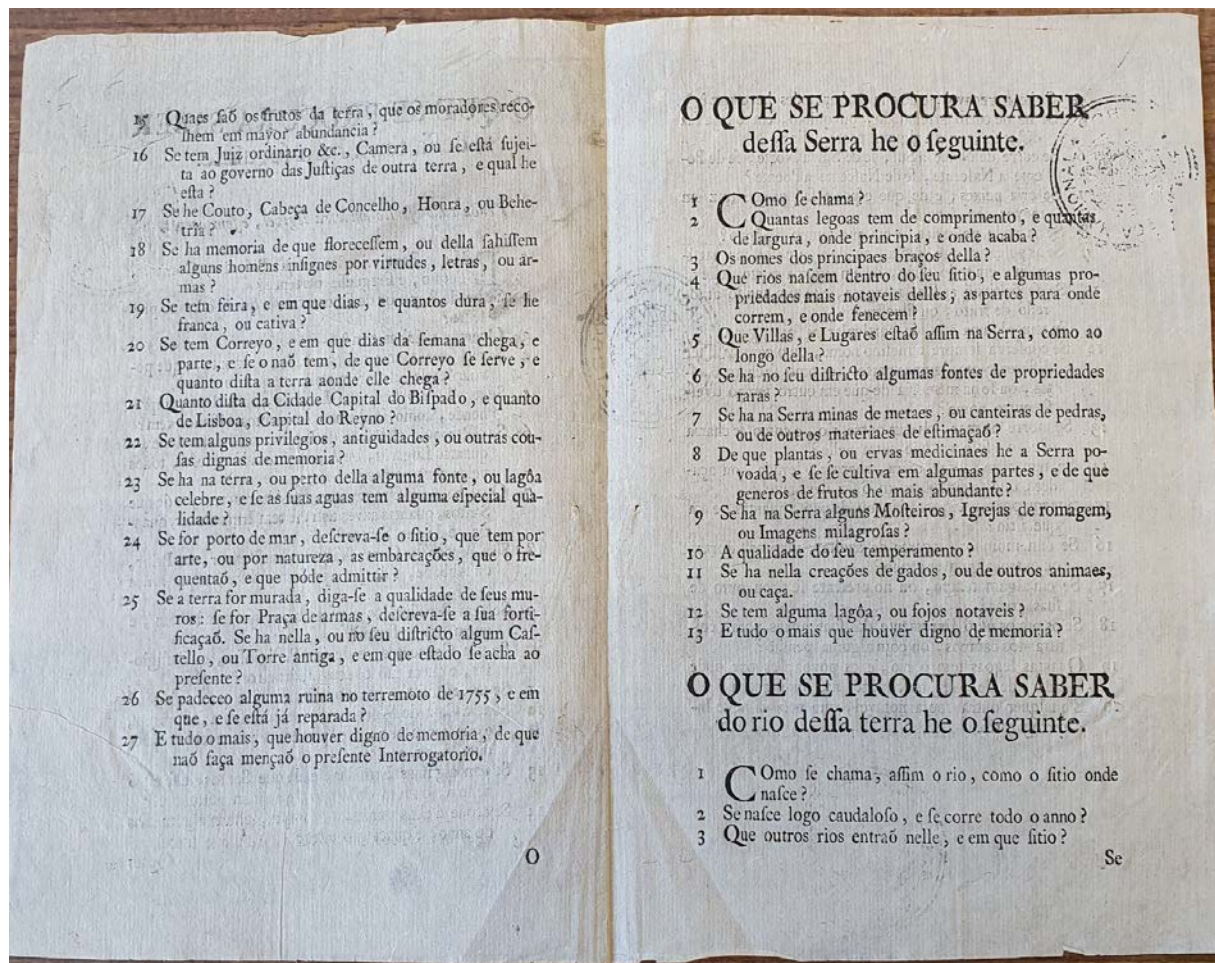 15 Quaes ſaõ os frutos da terra, que os moradores reco-
lhem em mayor abundancia?
16 Se tem Juiz ordinario &c., Camera, ou ſe eſtá ſujei-
ta ao governo das Juſtiças de outra terra, e qual he
eſta?
17 Se he Couto, Cabeça de Concelho, Honra, ou Behe-
tria?
18 Se ha memoria de que floreceſſem, ou della ſahiſſem
alguns homens inſignes por virtudes, letras, ou ar-
mas?
19 Se tem feira, e em que dias, e quantos dura, ſe he
franca, ou cativa?
20 Se tem Correyo, e em que dias da ſemana chega, e
parte, e ſe o naõ tem, de que Correyo ſe ſerve, e
quanto diſta a terra aonde elle chega?
21 Quanto diſta da Cidade Capital do Biſpado, e quanto
de Lisboa, Capital do Reyno?
22 Se tem alguns privilegios, antiguidades, ou outras cou-
ſas dignas de memoria?
23 Se ha na terra, ou perto della alguma fonte, ou lagôa
celebre, e ſe as ſuas aguas tem alguma eſpecial qua-
lidade?
24 Se for porto de mar, deſcreva-ſe o ſitio, que tem por
arte, ou por natureza, as embarcações, que o fre-
quentaõ, e que póde admittir?
25 Se a terra for murada, diga-ſe a qualidade de ſeus mu-
ros: ſe for Praça de armas, deſcreva-ſe a ſua forti-
ficaçaõ. Se ha nella, ou no ſeu diſtricto algum Caſ-
tello, ou Torre antiga, e em que eſtado ſe acha ao
preſente?
26 Se padeceo alguma ruina no terremoto de 1755, e em
que, e ſe eſtá já reparada?
27 E tudo o mais, que houver digno de memoria, de que
naõ faça mençaõ o preſente Interrogatorio.
O
O QUE SE PROCURA SABER
deſſa Serra he o ſeguinte.
1 COmo ſe chama?
2 Quantas legoas tem de comprimento, e quantas
de largura, onde principia, e onde acaba?
3 Os nomes dos principaes braços della?
4 Que rios naſcem dentro do ſeu ſitio, e algumas pro-
priedades mais notaveis delles; as partes para onde
correm, e onde fenecem?
5 Que Villas, e Lugares eſtaõ aſſim na Serra, como ao
longo della?
6 Se ha no ſeu diſtricto algumas fontes de propriedades
raras?
7 Se ha na Serra minas de metaes, ou canteiras de pedras,
ou de outros materiaes de eſtimaçaõ?
8 De que plantas, ou ervas medicinaes he a Serra po-
voada, e ſe ſe cultiva em algumas partes, e de que
generos de frutos he mais abundante?
9 Se ha na Serra alguns Moſteiros, Igrejas de romagem,
ou Imagens milagroſas?
10 A qualidade do ſeu temperamento?
11 Se ha nella creações de gados, ou de outros animaes,
ou caça.
12 Se tem alguma lagôa, ou fojos notaveis?
13 E tudo o mais que houver digno de memoria?
O QUE SE PROCURA SABER
do rio deſſa terra he o ſeguinte.
1 COmo ſe chama, aſſim o rio, como o ſitio onde
naſce?
2 Se naſce logo caudaloſo, e ſe corre todo o anno?
3 Que outros rios entraõ nelle, e em que ſitio?
Se